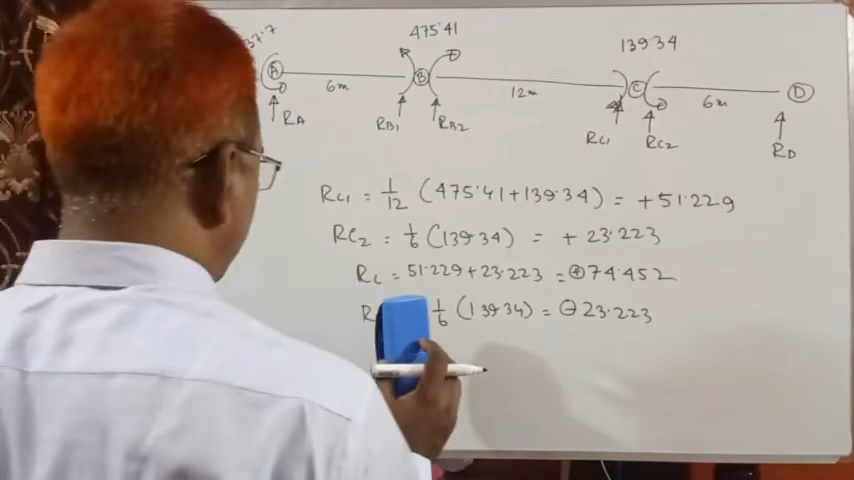 37.7 475.41 139.34
A B C D
6m 12m 6m
RA RB1 RB2 RC1 RC2 RD
RC1 = 1/12 (475.41+139.34) = +51.229
RC2 = 1/6 (139.34) = + 23.223
RC = 51.229+23.223 = ⊕74.452
R 1/6 (139.34) = ⊖23.223